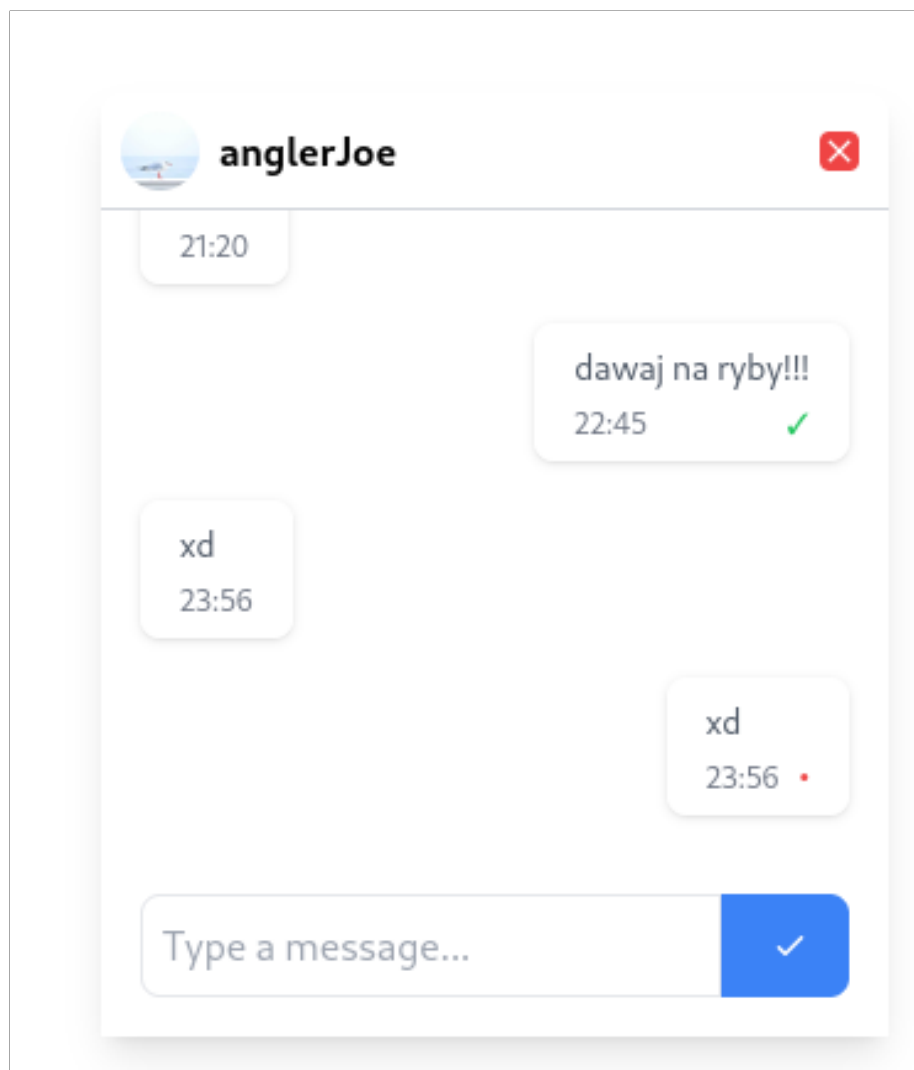 anglerJoe
21:20
dawaj na ryby!!!
22:45 ✓
xd
23:56
xd
23:56 •
Type a message...